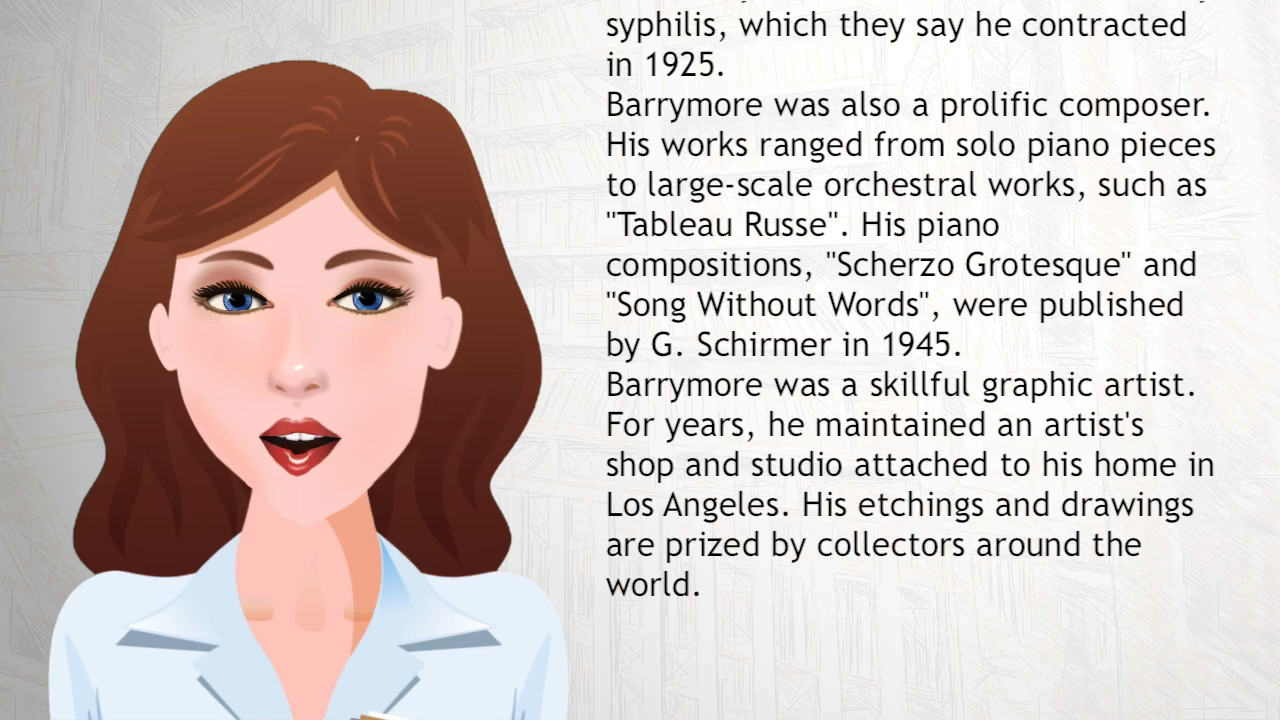 syphilis, which they say he contracted
in 1925.
Barrymore was also a prolific composer.
His works ranged from solo piano pieces
to large-scale orchestral works, such as
"Tableau Russe". His piano
compositions, "Scherzo Grotesque" and
"Song Without Words", were published
by G. Schirmer in 1945.
Barrymore was a skillful graphic artist.
For years, he maintained an artist's
shop and studio attached to his home in
Los Angeles. His etchings and drawings
are prized by collectors around the
world.